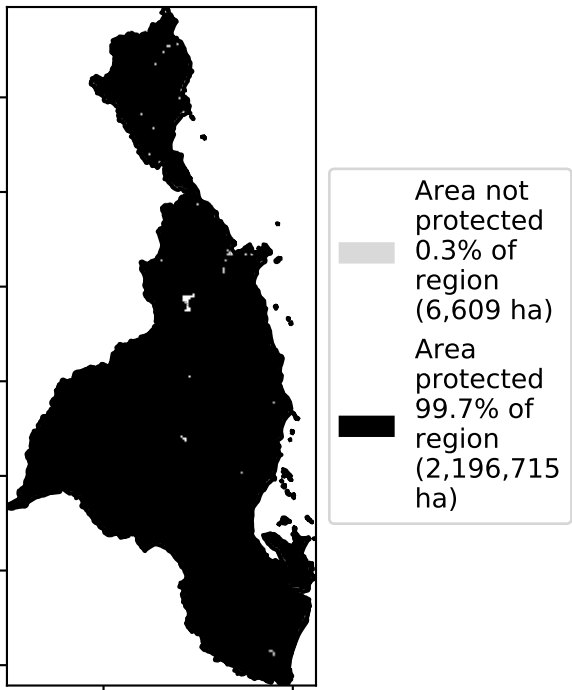 Area not
protected
0.3% of
region
(6,609 ha)
Area
protected
99.7% of
region
(2,196,715
ha)